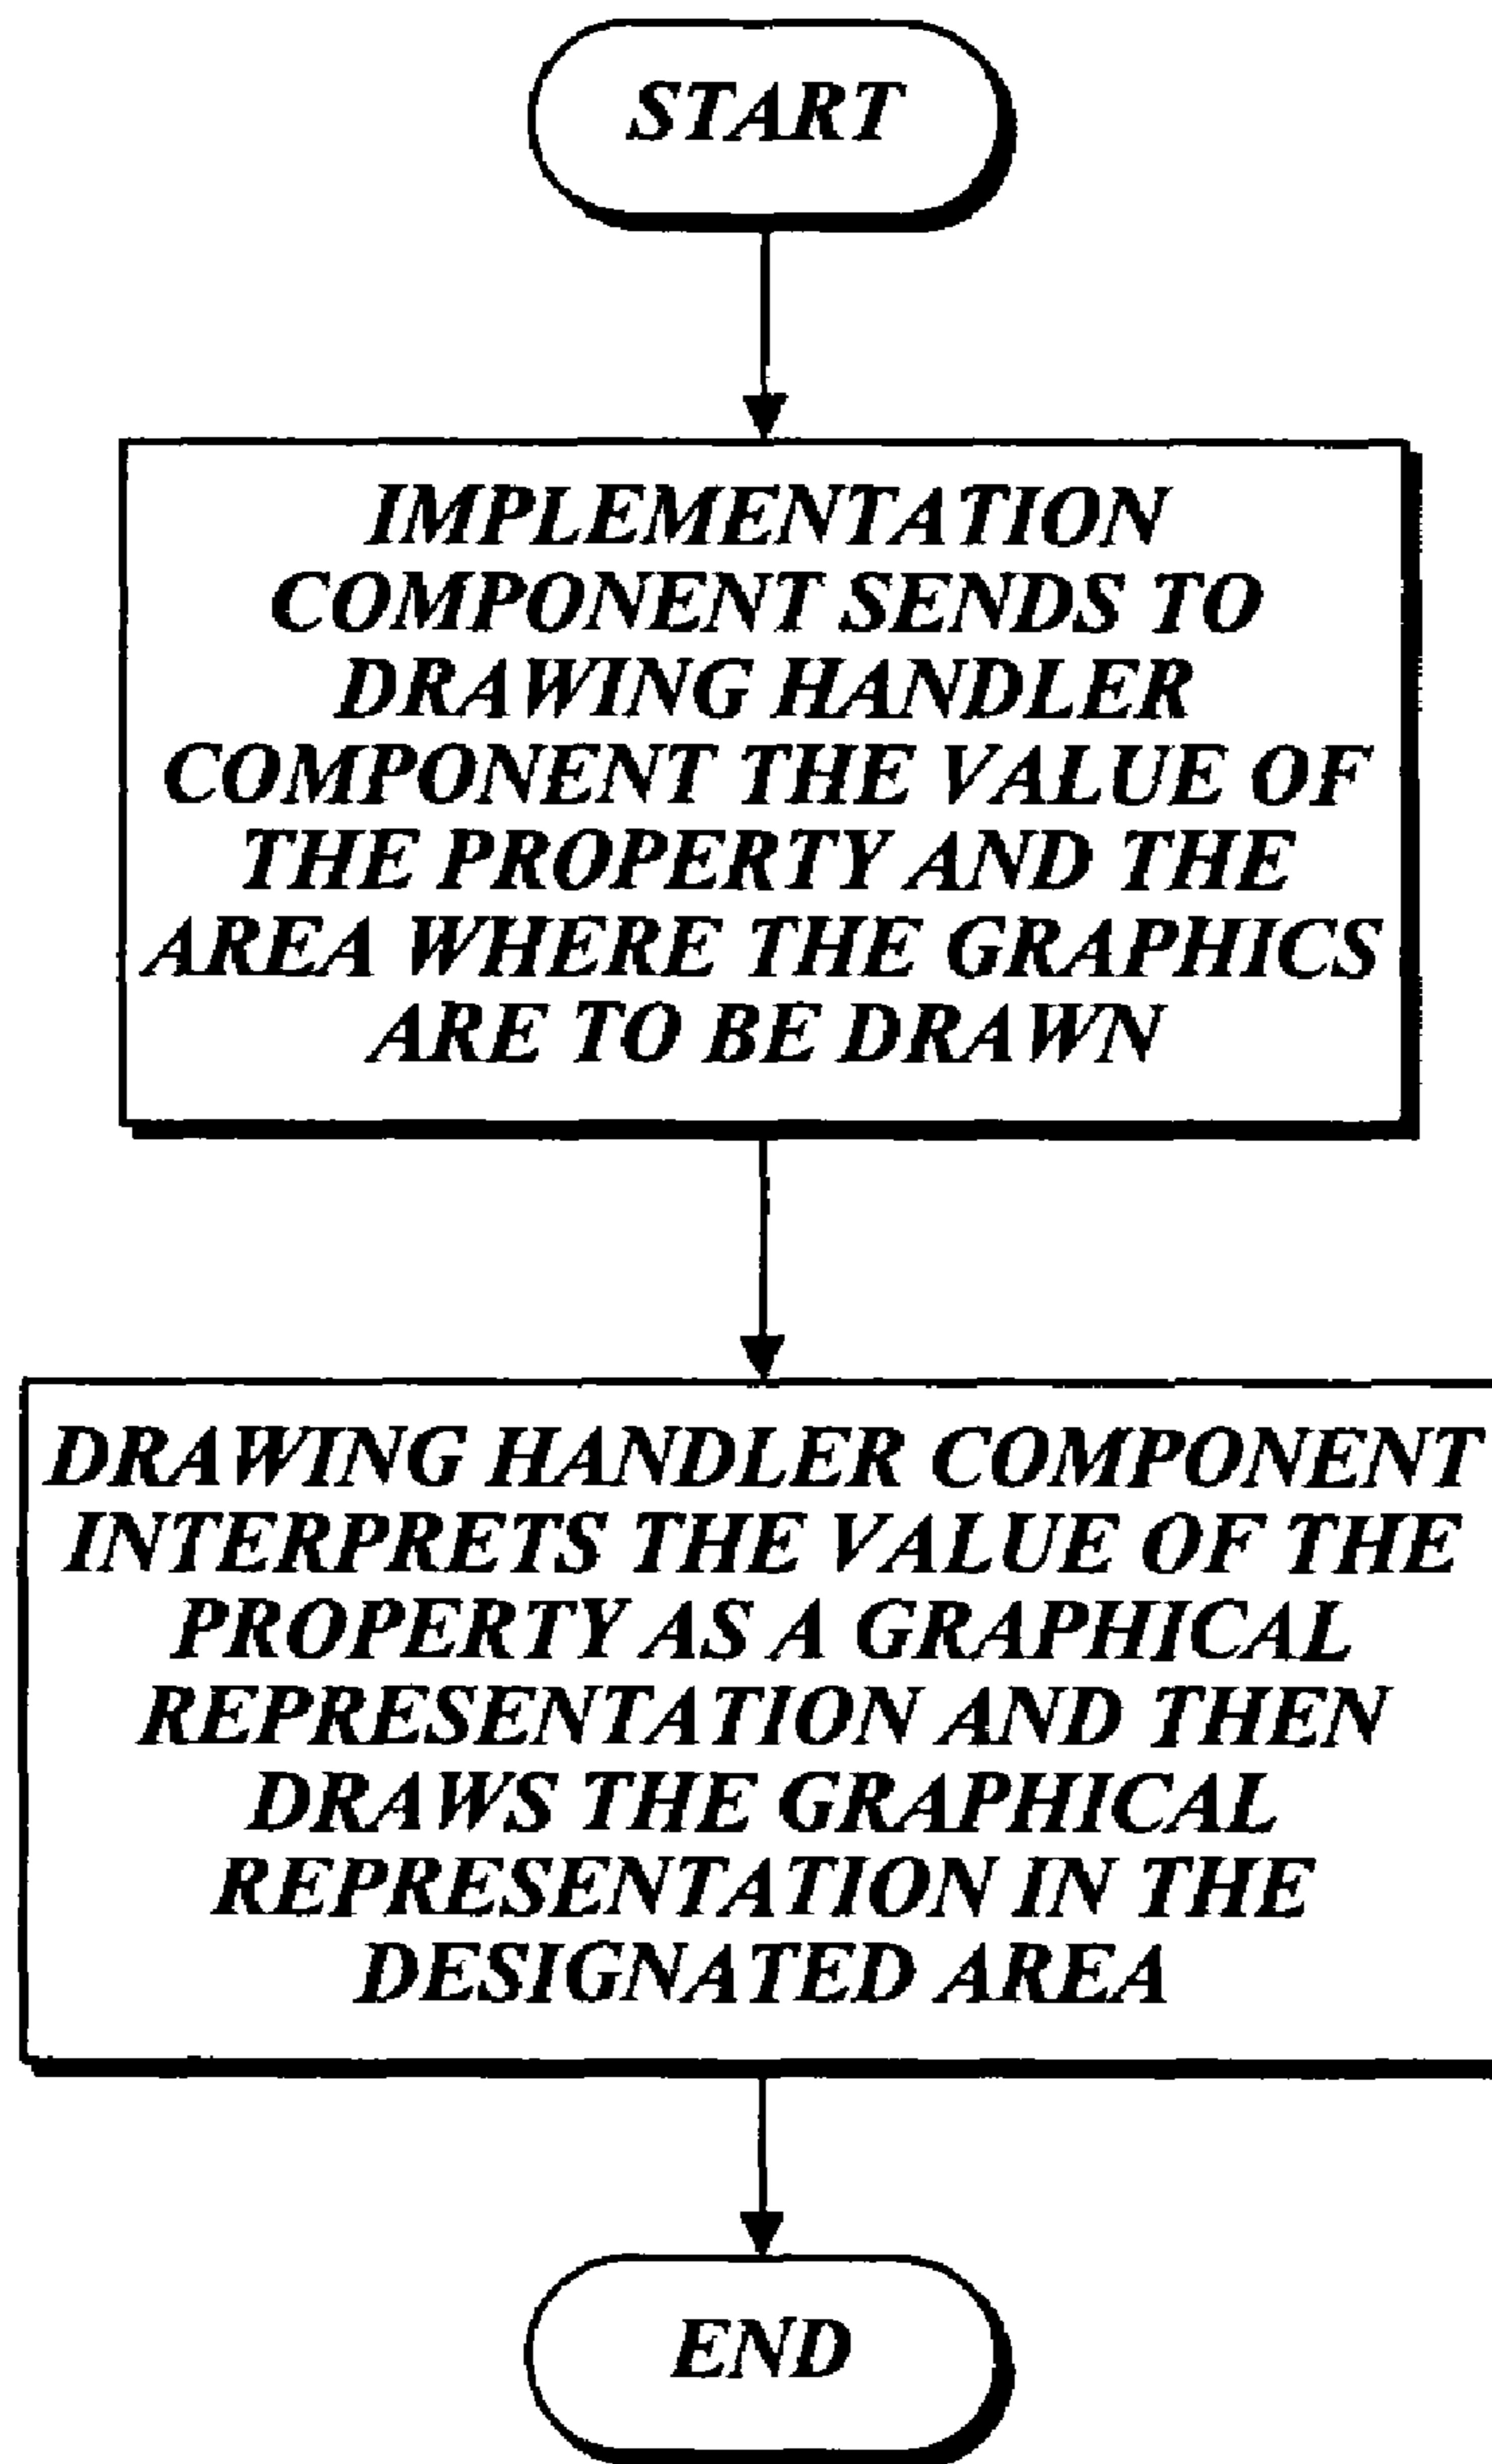 START
IMPLEMENTATION
COMPONENT SENDS TO
DRAWING HANDLER
COMPONENT THE VALUE OF
THE PROPERTY AND THE
AREA WHERE THE GRAPHICS
ARE TO BE DRAWN
DRAWING HANDLER COMPONENT
INTERPRETS THE VALUE OF THE
PROPERTY AS A GRAPHICAL
REPRESENTATION AND THEN
DRAWS THE GRAPHICAL
REPRESENTATION IN THE
DESIGNATED AREA
END